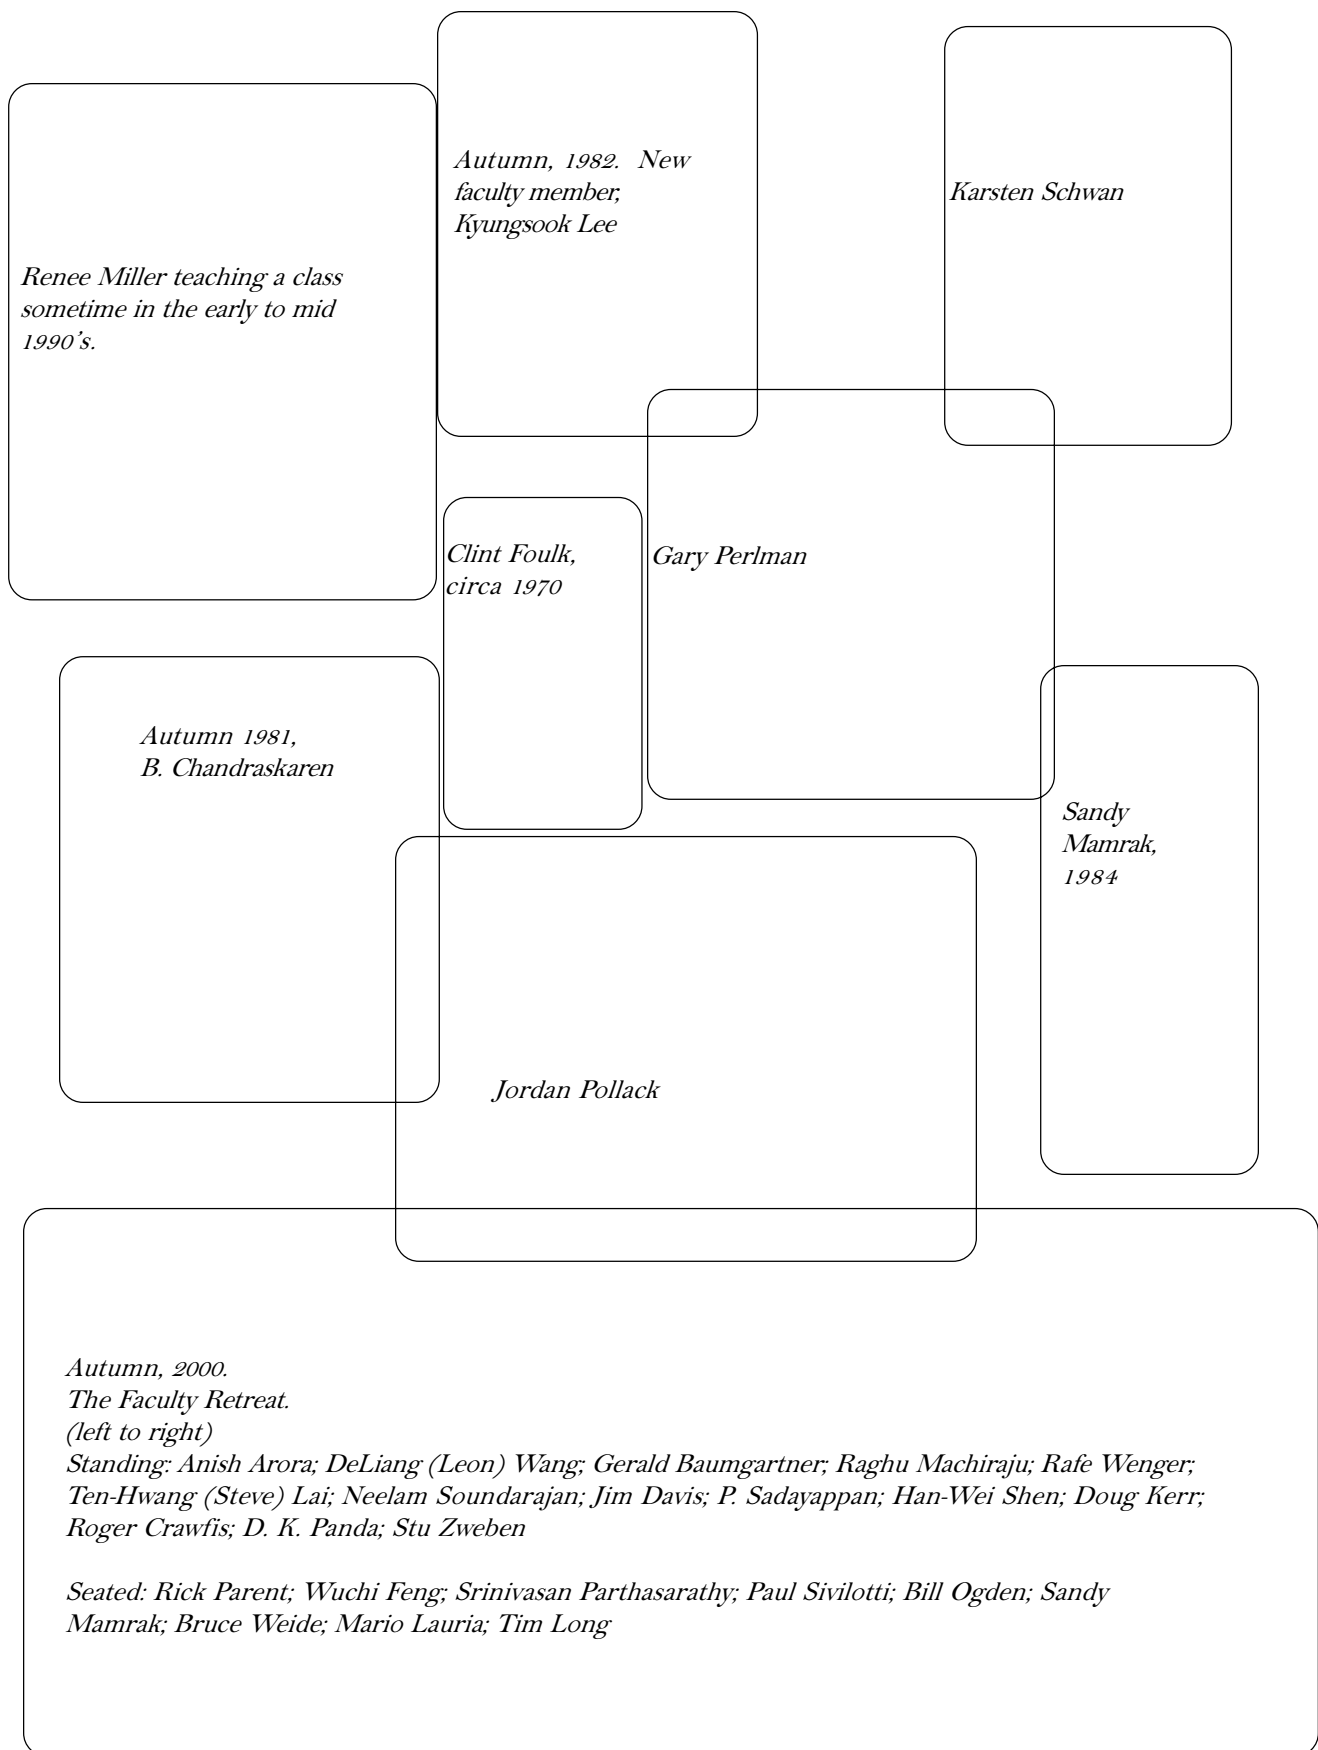 Autumn, 1982.  New
faculty member,
Kyungsook Lee
Karsten Schwan
Renee Miller teaching a class
sometime in the early to mid
1990's.
Clint Foulk,
circa 1970
Gary Perlman
Autumn 1981,
B. Chandraskaren
Sandy
Mamrak,
1984
Jordan Pollack
Autumn, 2000.
The Faculty Retreat.
(left to right)
Standing: Anish Arora; DeLiang (Leon) Wang; Gerald Baumgartner; Raghu Machiraju; Rafe Wenger;
Ten-Hwang (Steve) Lai; Neelam Soundarajan; Jim Davis; P. Sadayappan; Han-Wei Shen; Doug Kerr;
Roger Crawfis; D. K. Panda; Stu Zweben
Seated: Rick Parent; Wuchi Feng; Srinivasan Parthasarathy; Paul Sivilotti; Bill Ogden; Sandy
Mamrak; Bruce Weide; Mario Lauria; Tim Long